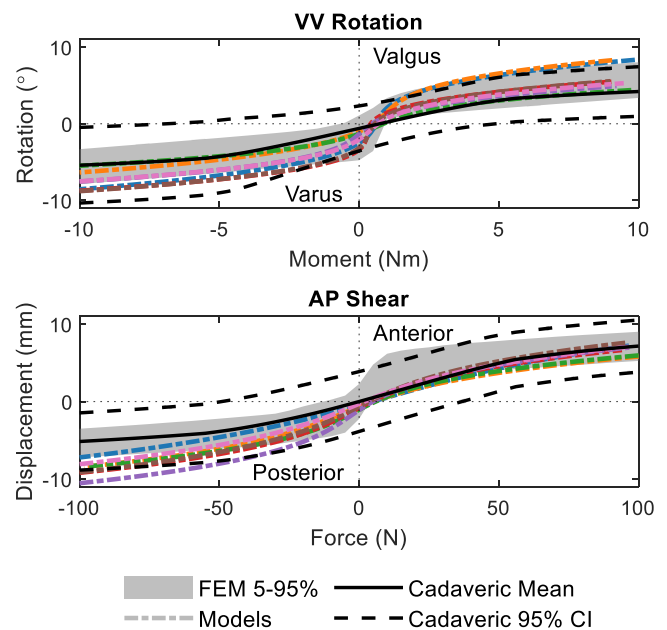 VV Rotation
10
Valgus
Rotation (°)
0
Varus
-10
-10 -5 0 5 10
Moment (Nm)
AP Shear
10
Anterior
Displacement (mm)
0
Posterior
-10
-100 -50 0 50 100
Force (N)
FEM 5-95% Cadaveric Mean
Models Cadaveric 95% CI